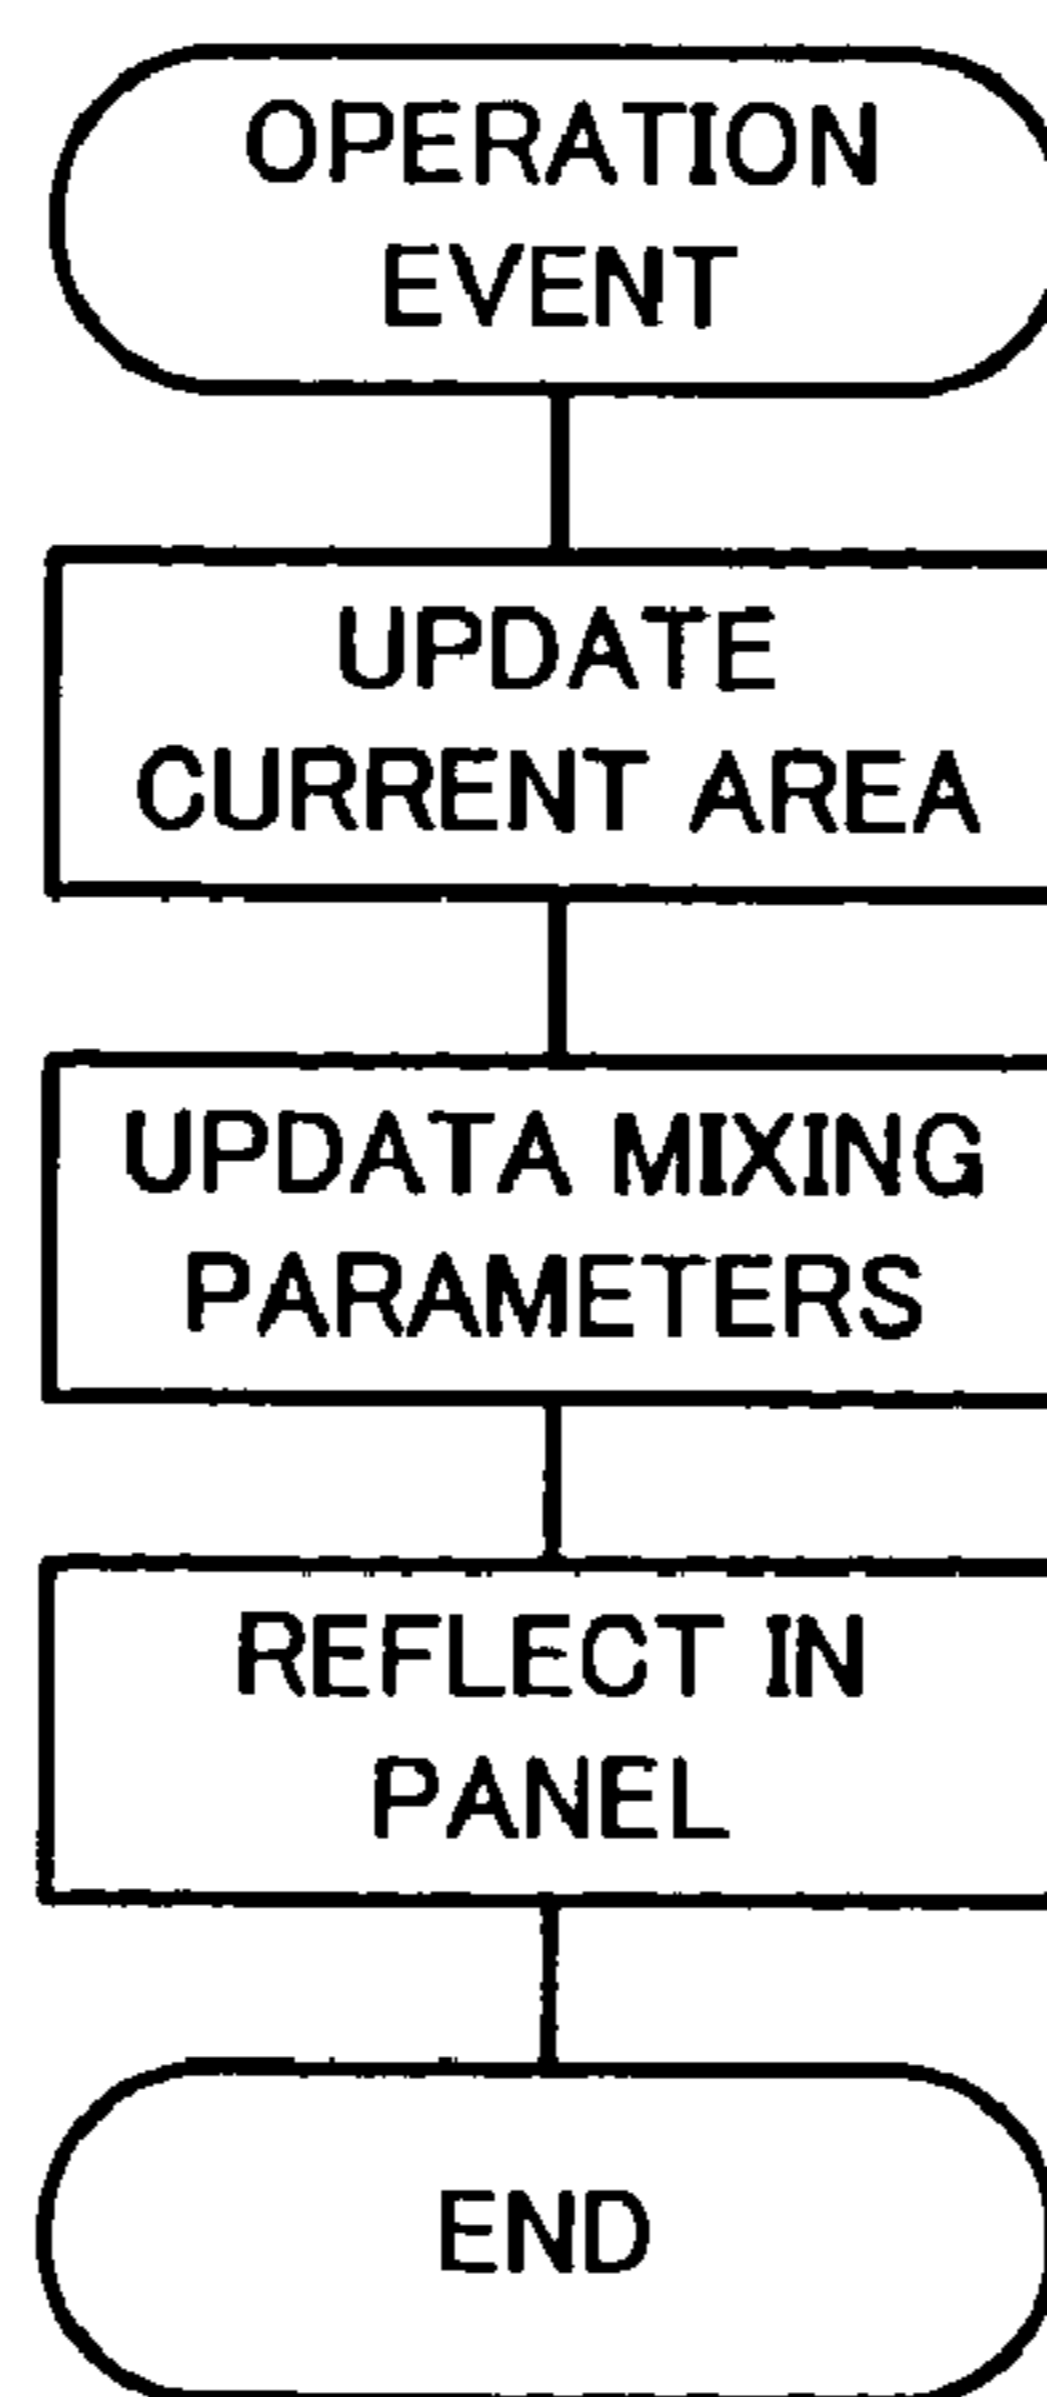 OPERATION
EVENT
UPDATE
CURRENT AREA
UPDATA MIXING
PARAMETERS
REFLECT IN
PANEL
END